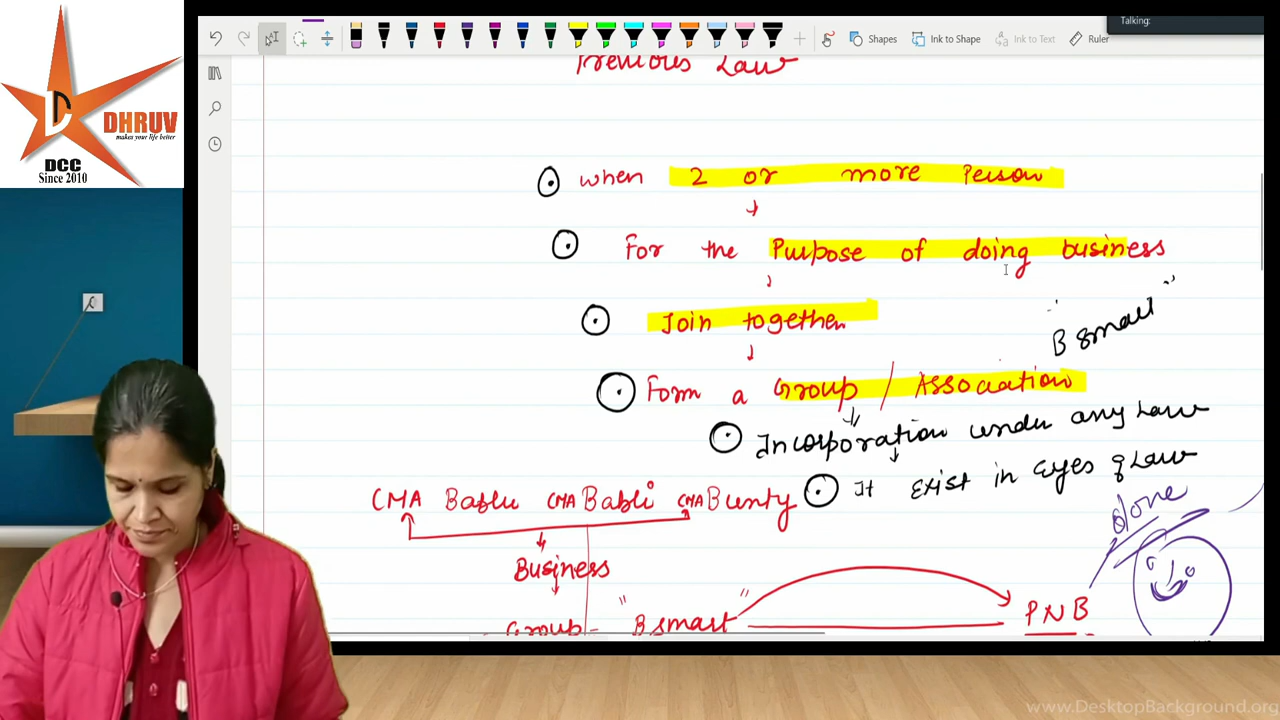 DHRUV
makes your life better
DCC
Since 2010
Talking:
Shapes
Ink to Shape
Ink to Text
Ruler
Previous Law
when 2 or more Person
For the Purpose of doing business
Join together
"B smart"
Form a Group / Association
Incorporation under any Law
It exist in Eyes of Law
CMA Bablu CMA Babli CMA Bunty
done
Business
Group - "B smart"
PNB
www.DesktopBackground.org